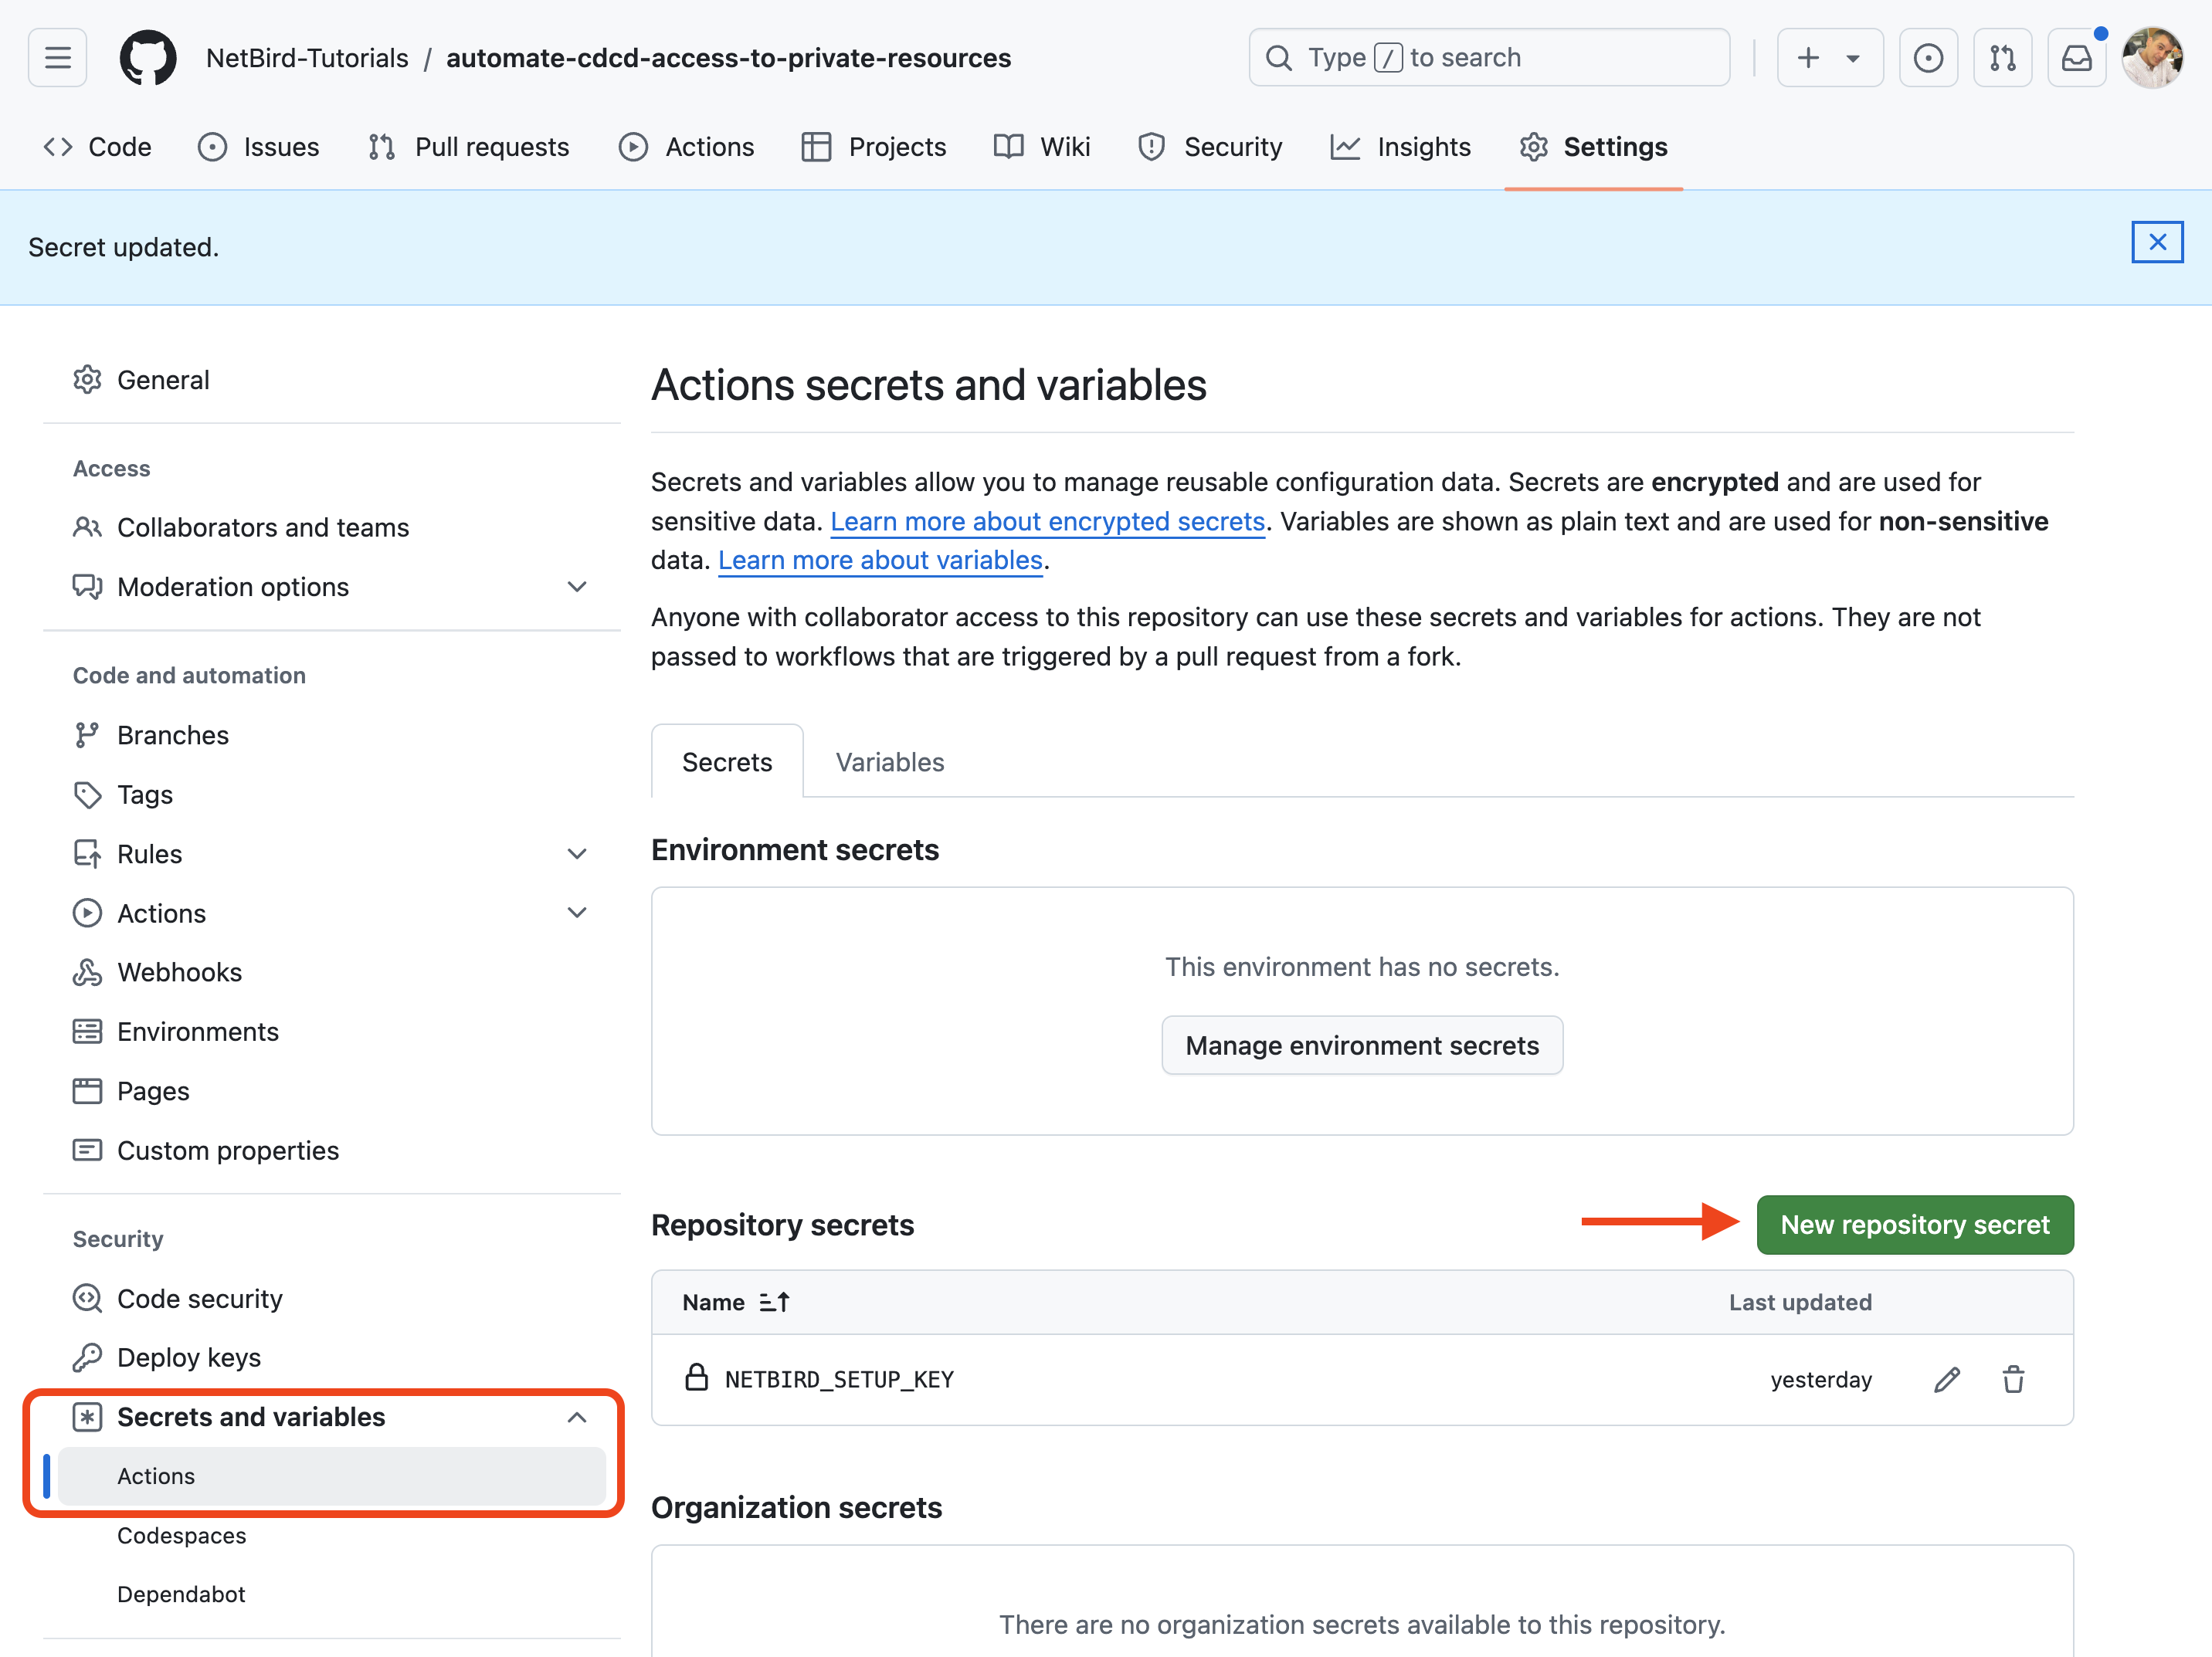 NetBird-Tutorials / automate-cdcd-access-to-private-resources
Type / to search
Code Issues Pull requests Actions Projects Wiki Security Insights Settings
Secret updated.
General
Access
Collaborators and teams
Moderation options
Code and automation
Branches
Tags
Rules
Actions
Webhooks
Environments
Pages
Custom properties
Security
Code security
Deploy keys
Secrets and variables
Actions
Codespaces
Dependabot
Actions secrets and variables
Secrets and variables allow you to manage reusable configuration data. Secrets are encrypted and are used for
sensitive data. Learn more about encrypted secrets. Variables are shown as plain text and are used for non-sensitive
data. Learn more about variables.
Anyone with collaborator access to this repository can use these secrets and variables for actions. They are not
passed to workflows that are triggered by a pull request from a fork.
Secrets Variables
Environment secrets
This environment has no secrets.
Manage environment secrets
Repository secrets
New repository secret
Name Last updated
NETBIRD_SETUP_KEY yesterday
Organization secrets
There are no organization secrets available to this repository.